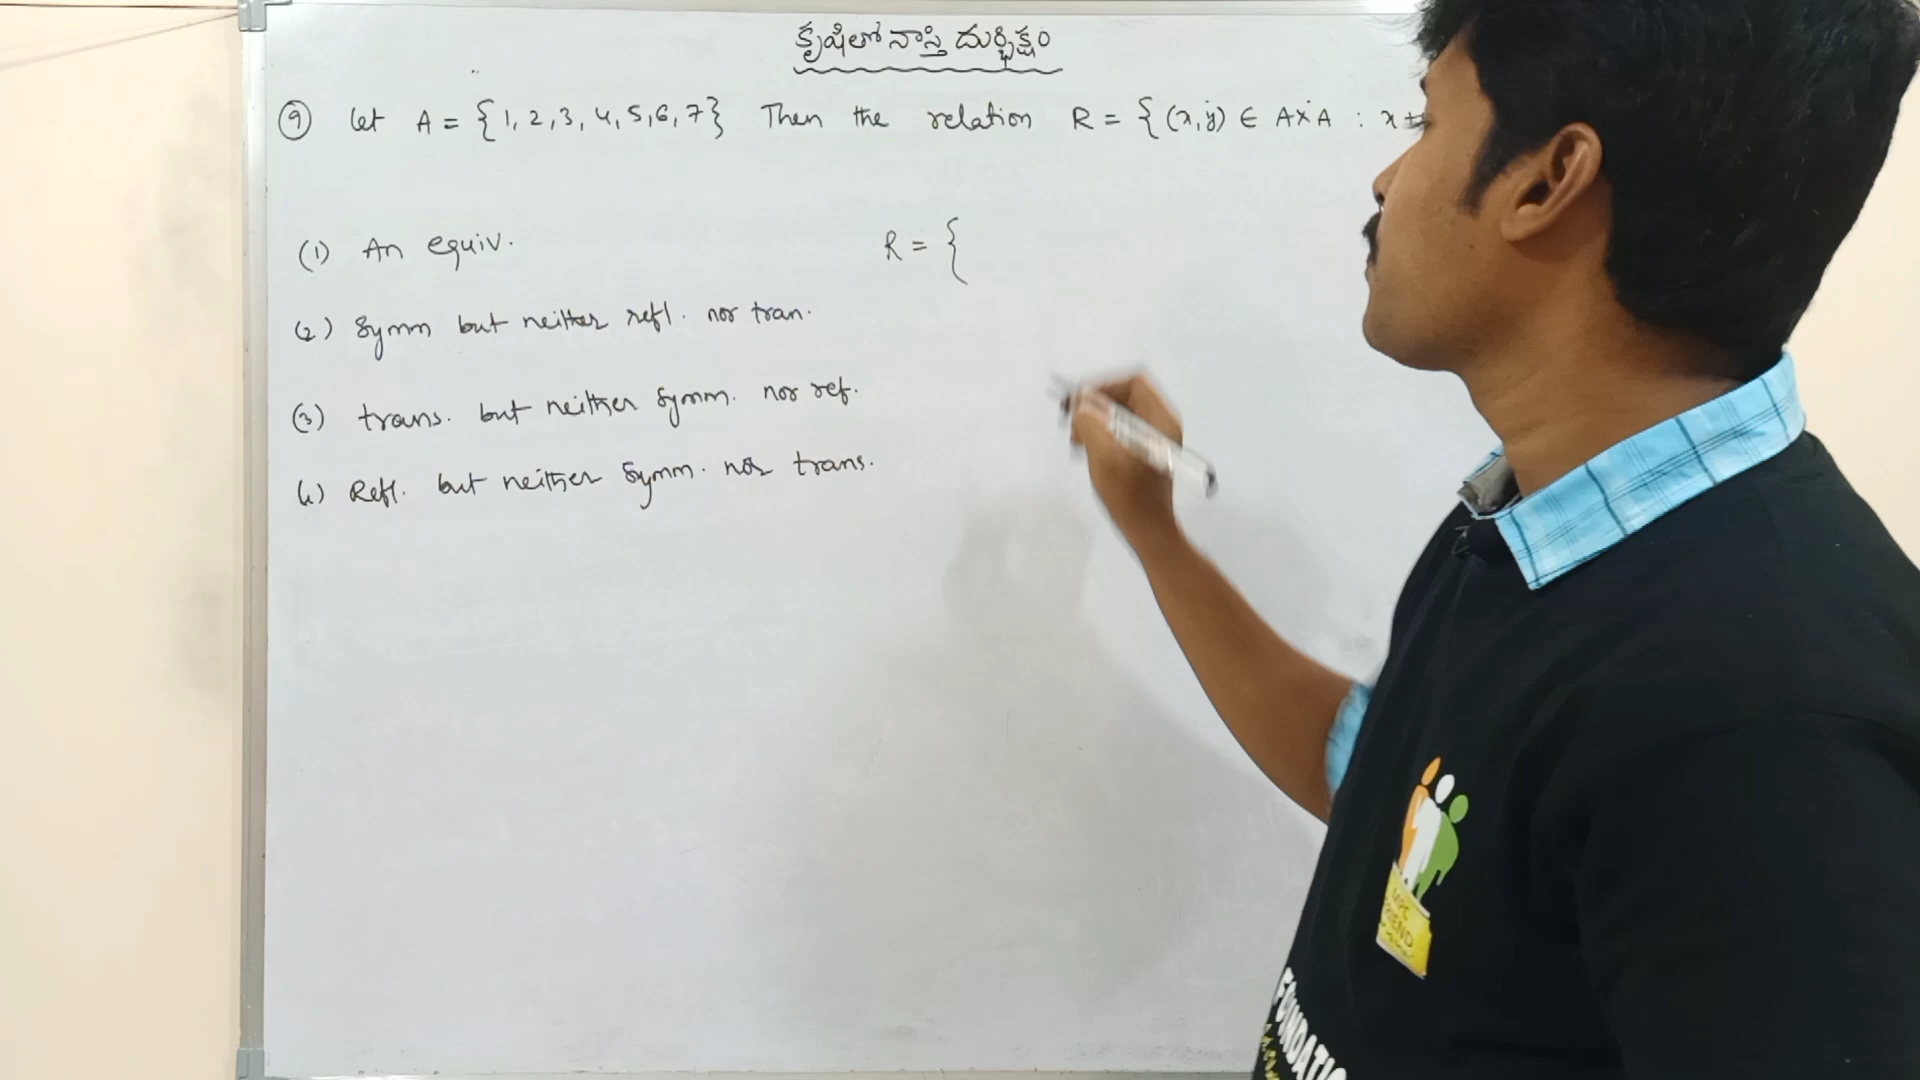 కృషితో నాస్తి దుర్భిక్షం
9 Let A = {1, 2, 3, 4, 5, 6, 7} Then the relation R = {(x, y) ∈ A×A : x +
(1) An equiv. R = {
(2) Symm but neither refl. nor tran.
(3) trans. but neither Symm. nor ref.
(4) Refl. but neither Symm. nor trans.
FOUNDATIO